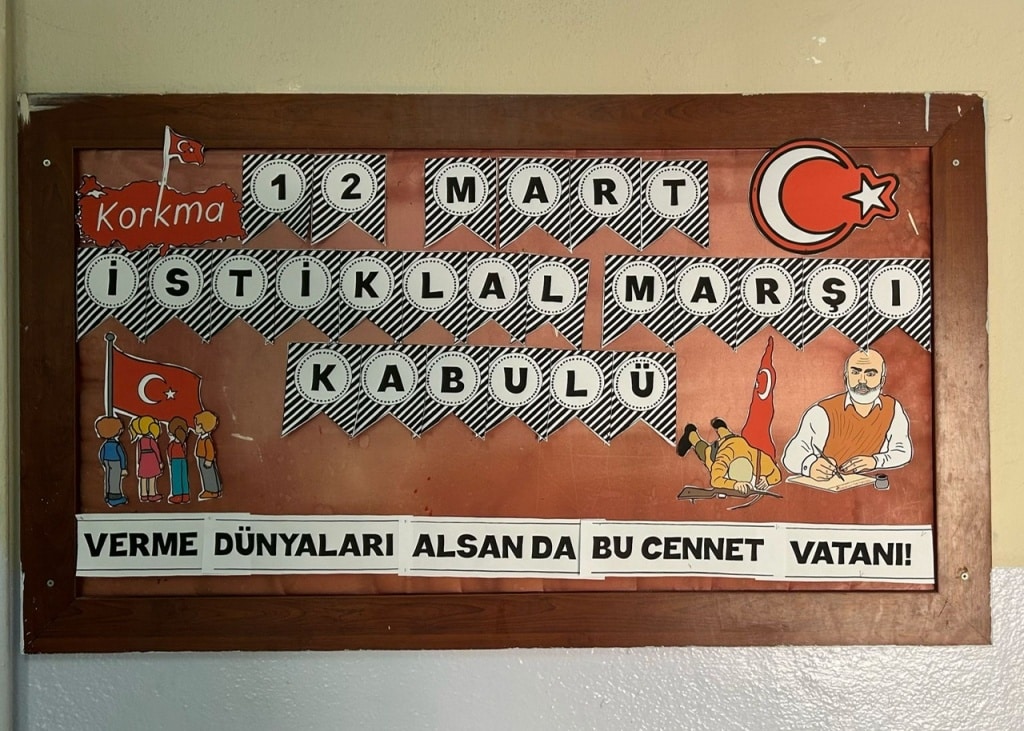 Korkma
12 MART
İSTİKLAL MARŞI
KABULÜ
VERME DÜNYALARI ALSAN DA BU CENNET VATANI!